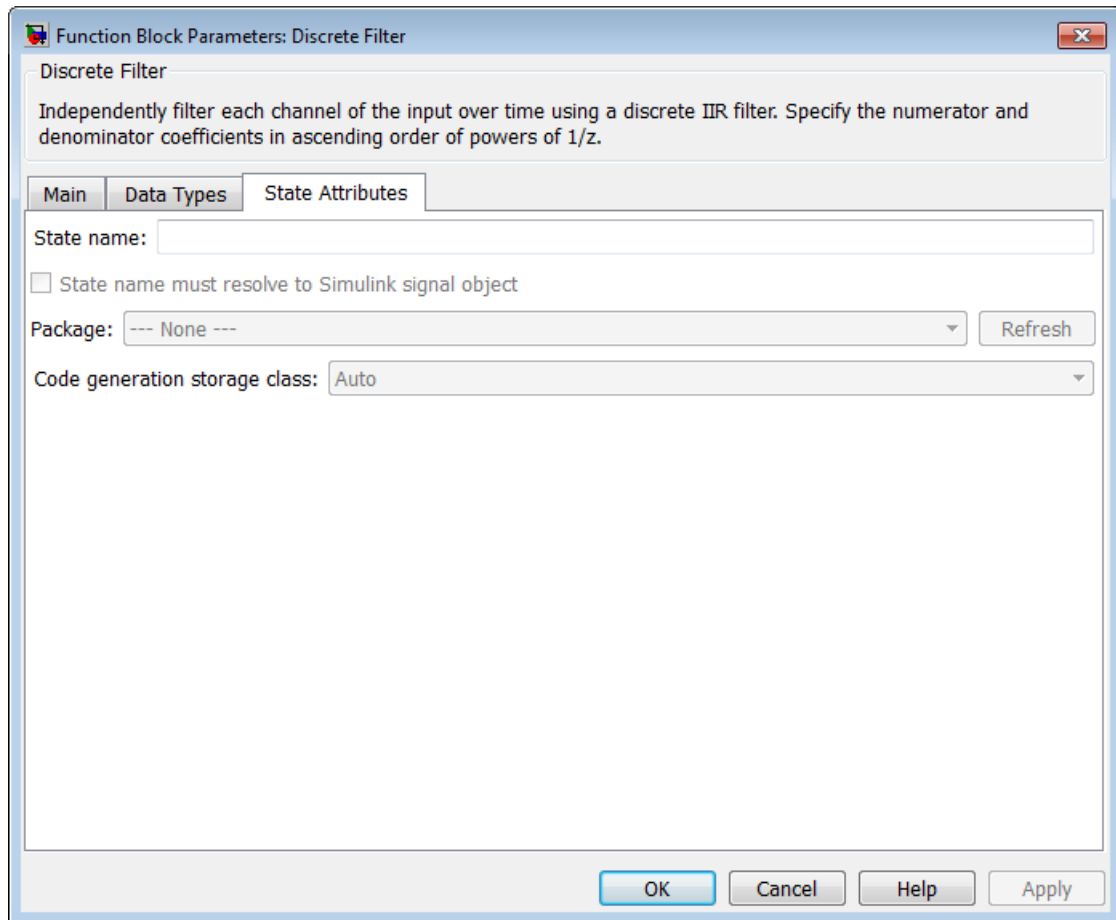 Function Block Parameters: Discrete Filter
Discrete Filter
Independently filter each channel of the input over time using a discrete IIR filter. Specify the numerator and
denominator coefficients in ascending order of powers of 1/z.
Main Data Types State Attributes
State name:
State name must resolve to Simulink signal object
Package: --- None --- Refresh
Code generation storage class: Auto
OK Cancel Help Apply